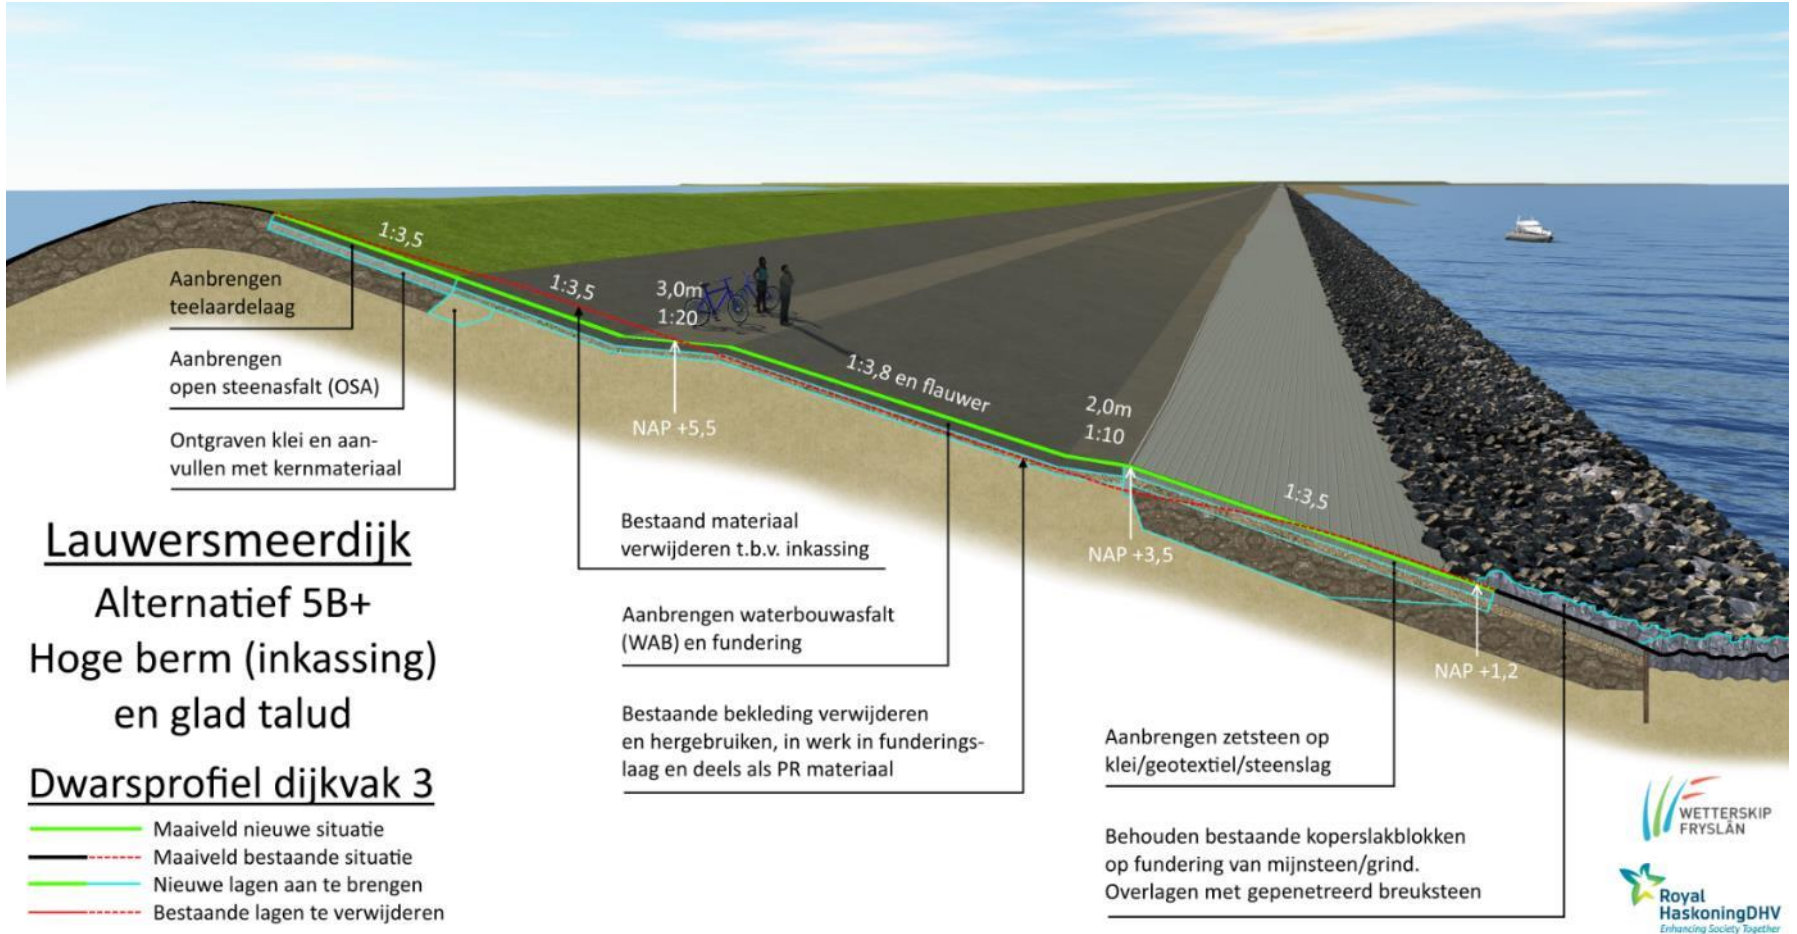 1:3,5
1:3,5
3,0m
1:20
1:3,8 en flauwer
2,0m
1:10
1:3,5
NAP +5,5
NAP +3,5
NAP +1,2
Aanbrengen
teelaardelaag
Aanbrengen
open steenasfalt (OSA)
Ontgraven klei en aan-
vullen met kernmateriaal
Bestaand materiaal
verwijderen t.b.v. inkassing
Aanbrengen waterbouwasfalt
(WAB) en fundering
Bestaande bekleding verwijderen
en hergebruiken, in werk in funderings-
laag en deels als PR materiaal
Aanbrengen zetsteen op
klei/geotextiel/steenslag
Behouden bestaande koperslakblokken
op fundering van mijnsteen/grind.
Overlagen met gepenetreerd breuksteen
Lauwersmeerdijk
Alternatief 5B+
Hoge berm (inkassing)
en glad talud
Dwarsprofiel dijkvak 3
Maaiveld nieuwe situatie
Maaiveld bestaande situatie
Nieuwe lagen aan te brengen
Bestaande lagen te verwijderen
WETTERSKIP
FRYSLÂN
Royal
HaskoningDHV
Enhancing Society Together